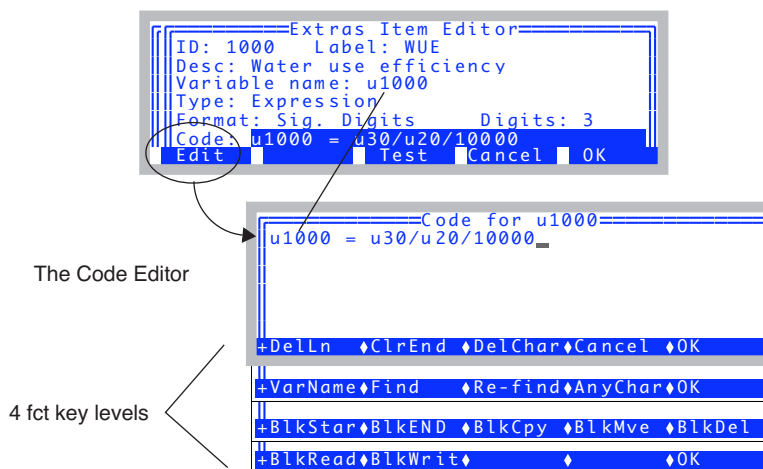 Extras Item Editor
ID: 1000 Label: WUE
Desc: Water use efficiency
Variable name: u1000
Type: Expression
Format: Sig. Digits Digits: 3
Code: u1000 = u30/u20/10000
Edit Test Cancel OK
Code for u1000
u1000 = u30/u20/10000_
The Code Editor
+DelLn ♦ClrEnd ♦DelChar♦Cancel ♦OK
+VarName♦Find ♦Re-find♦AnyChar♦OK
4 fct key levels
+BlkStar♦BlkEND ♦BlkCpy ♦BlkMve ♦BlkDel
+BlkRead♦BlkWrit♦ ♦ ♦OK